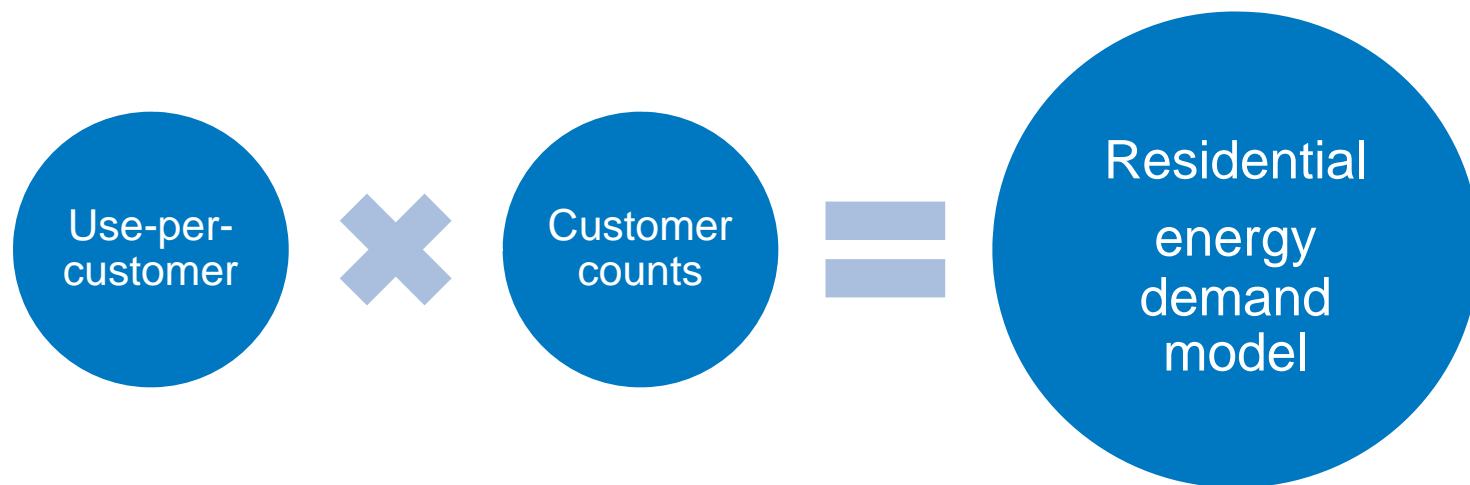 Use-per-
customer
Customer
counts
Residential
energy
demand
model